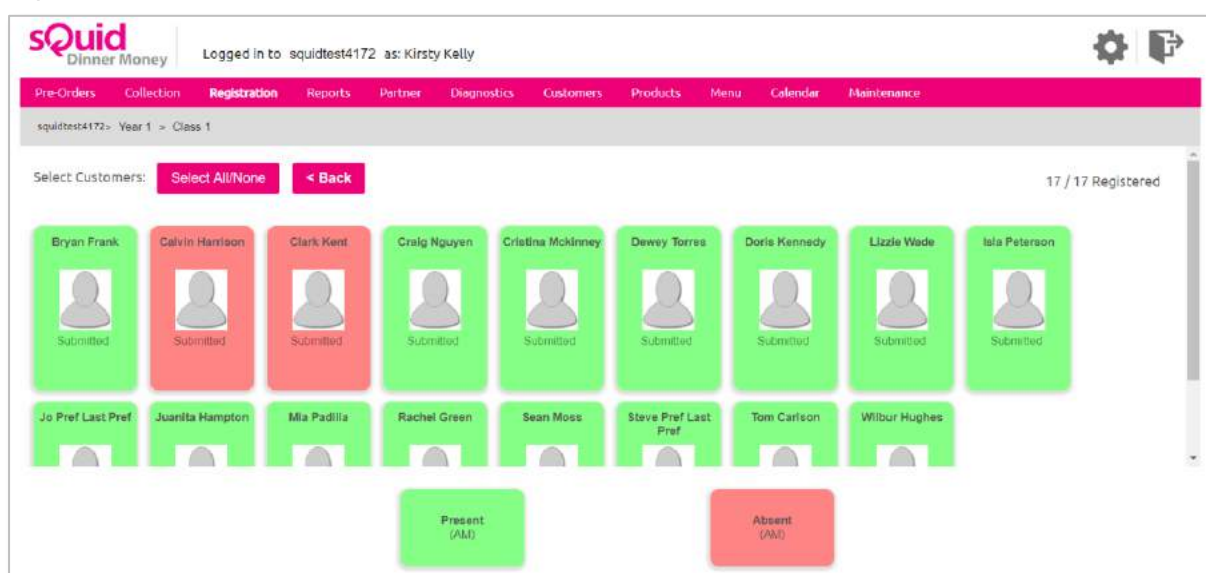 sQuid
Dinner Money
Logged in to squidtest4172 as: Kirsty Kelly
Pre-Orders Collection Registration Reports Partner Diagnostics Customers Products Menu Calendar Maintenance
squidtest4172> Year 1 > Class 1
Select Customers: Select All/None < Back 17 / 17 Registered
Bryan Frank Calvin Harrison Clark Kent Craig Nguyen Cristina Mckinney Dewey Torres Doris Kennedy Lizzie Wade Isla Peterson
Submitted Submitted Submitted Submitted Submitted Submitted Submitted Submitted Submitted
Jo Pref Last Pref Juanita Hampton Mia Padilla Rachel Green Sean Moss Steve Pref Last Tom Carlson Wilbur Hughes
Pref
Present Absent
(AM) (AM)